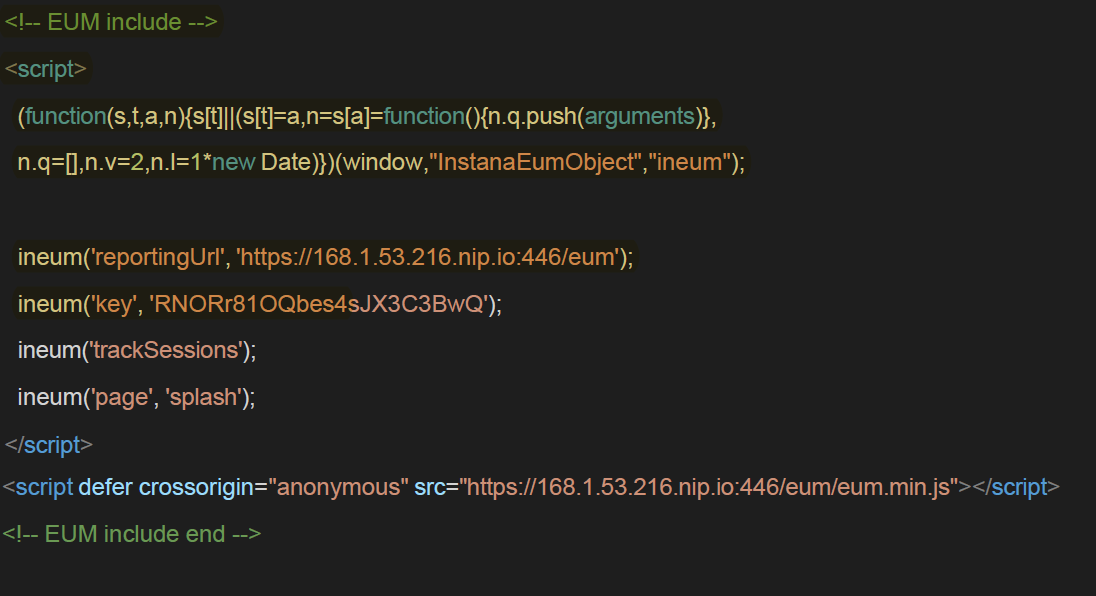 <!-- EUM include -->
<script>
(function(s,t,a,n){s[t]||(s[t]=a,n=s[a]=function(){n.q.push(arguments)},
n.q=[],n.v=2,n.l=1*new Date)})(window,"InstanaEumObject","ineum");
ineum('reportingUrl', 'https://168.1.53.216.nip.io:446/eum');
ineum('key', 'RNORr81OQbes4sJX3C3BwQ');
ineum('trackSessions');
ineum('page', 'splash');
</script>
<script defer crossorigin="anonymous" src="https://168.1.53.216.nip.io:446/eum/eum.min.js"></script>
<!-- EUM include end -->